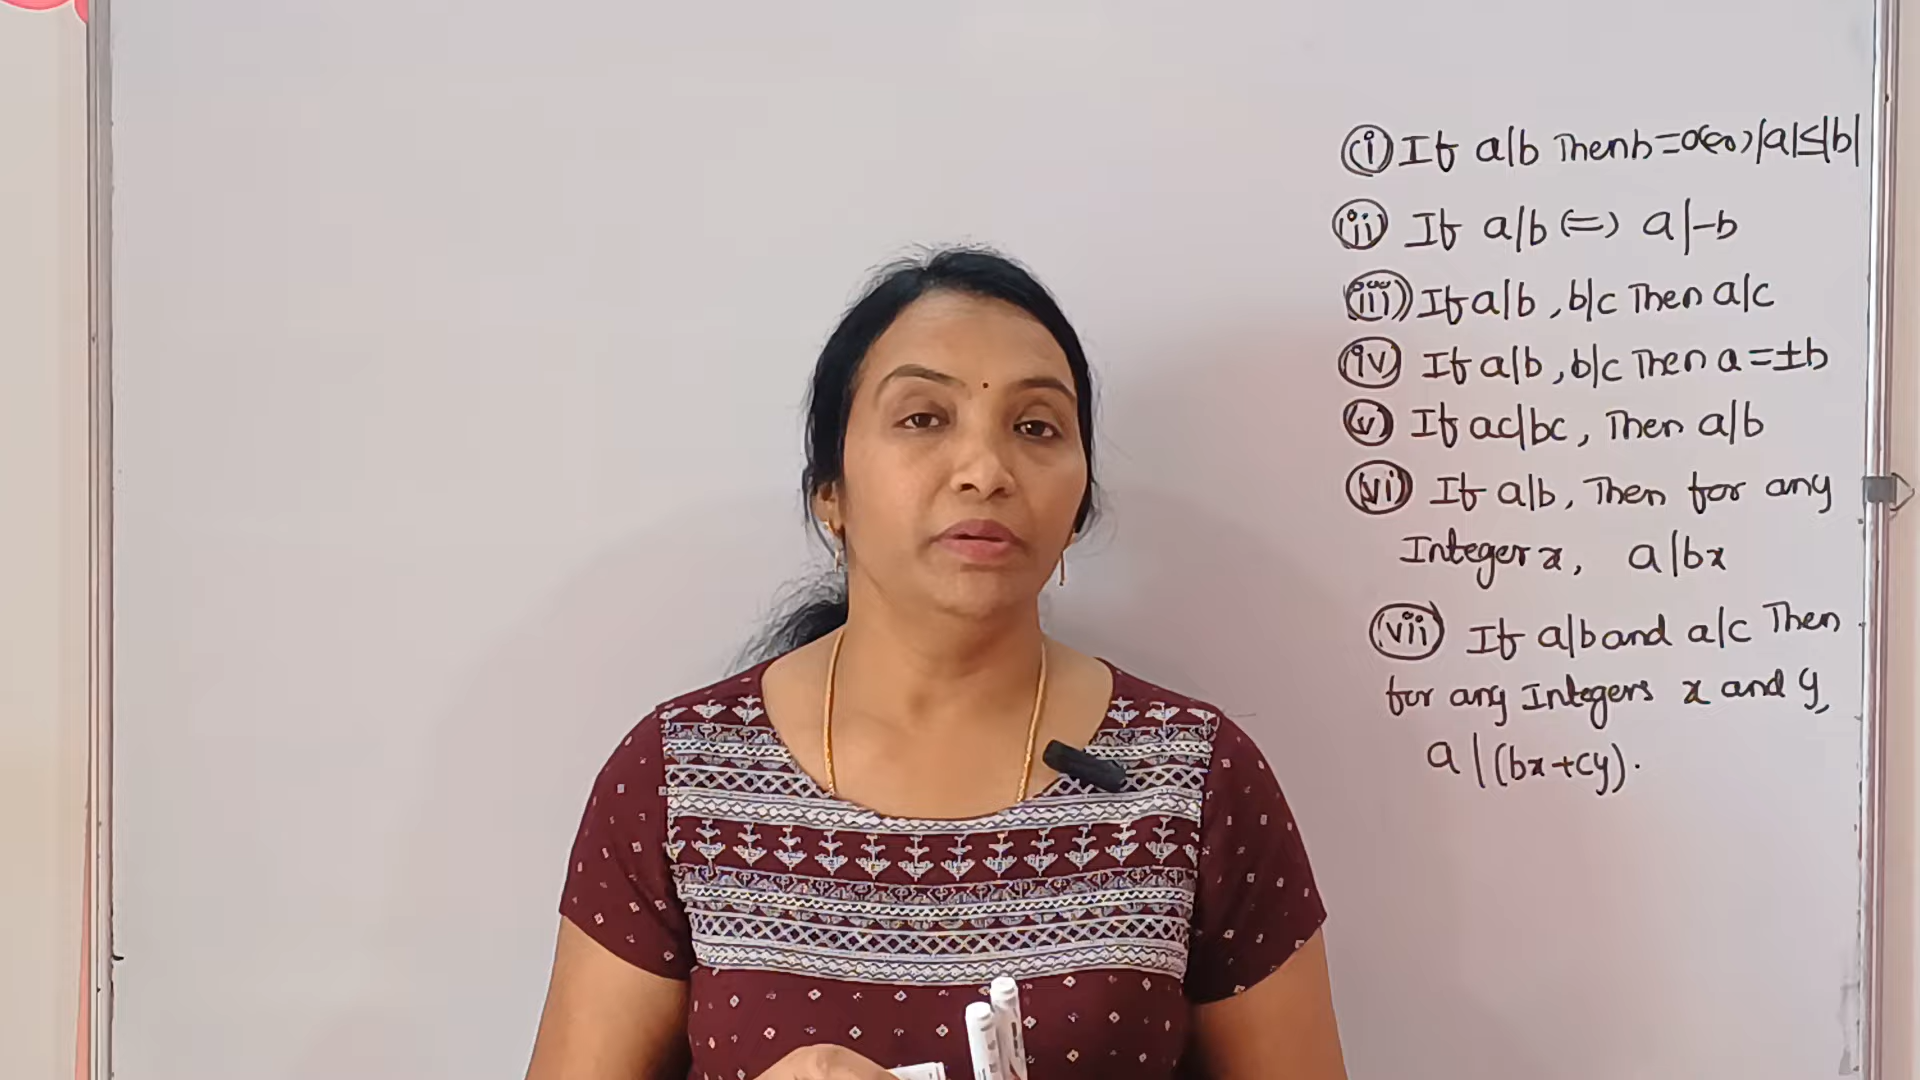 (i) If a|b Then b=0(or) |a|≤|b|
(ii) If a|b (=) a|-b
(iii) If a|b, b|c Then a|c
(iv) If a|b, b|c Then a=±b
(v) If ac|bc, Then a|b
(vi) If a|b, Then for any
Integer x, a|bx
(vii) If a|b and a|c Then
for any Integers x and y,
a|(bx+cy).